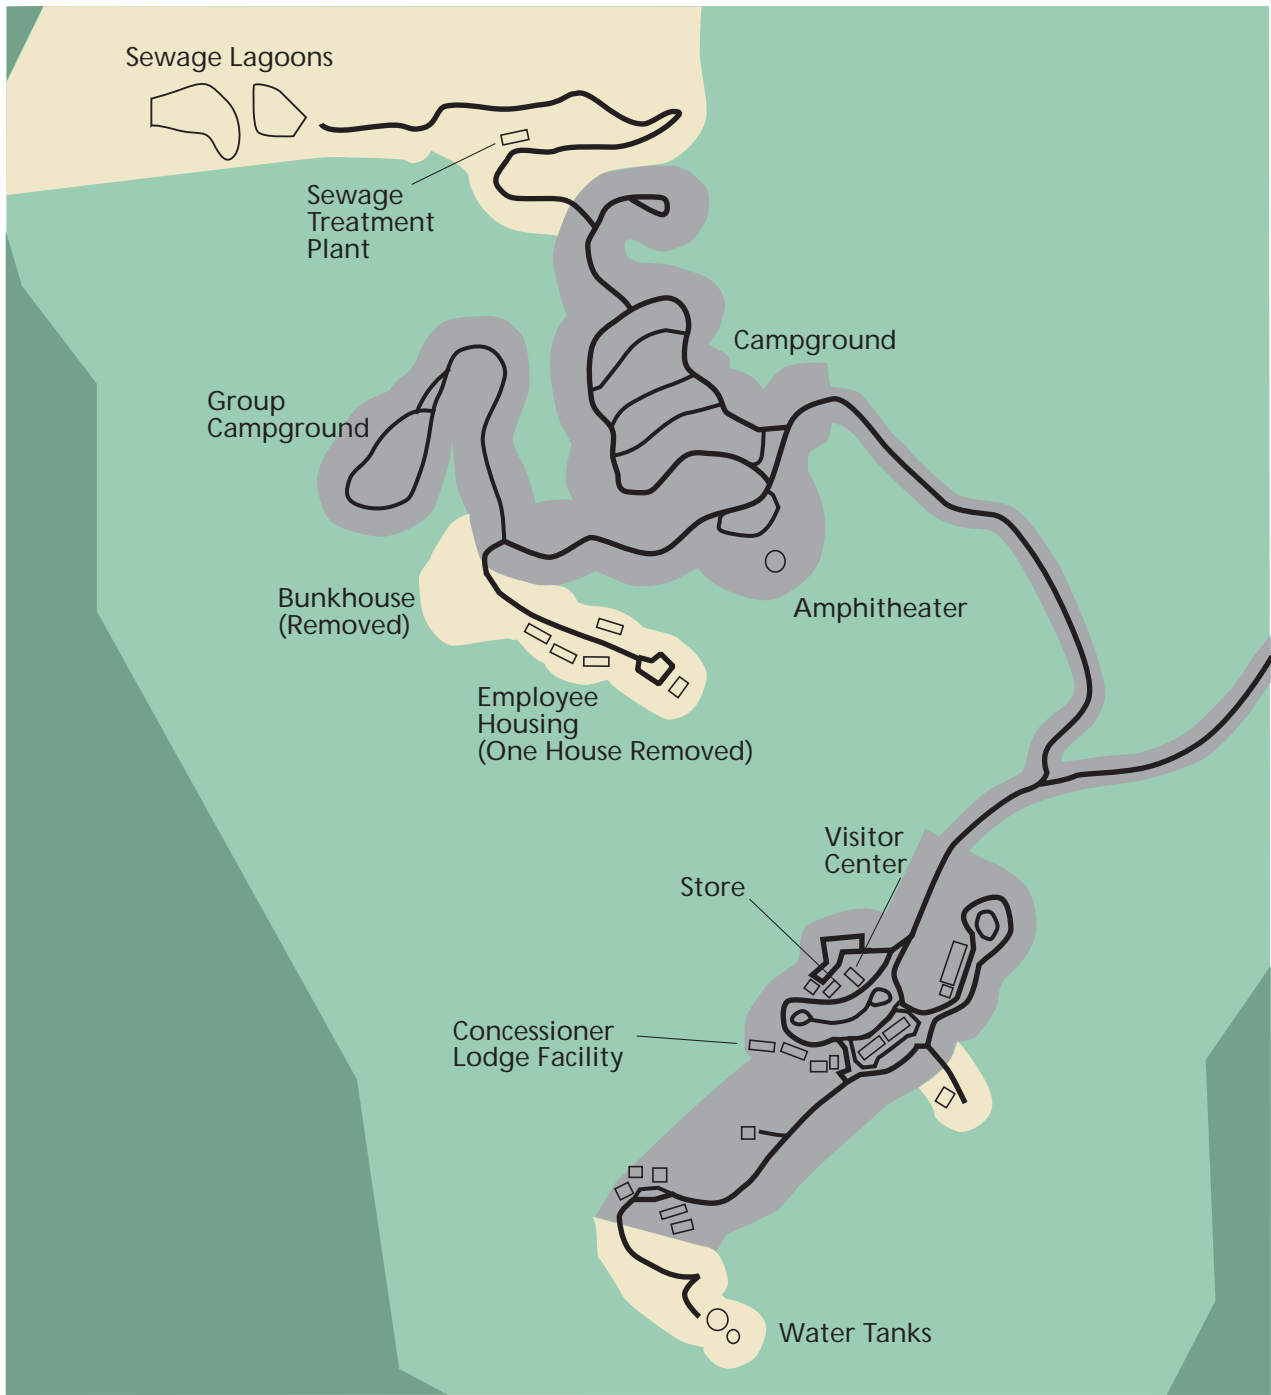 Sewage Lagoons
Sewage
Treatment
Plant
Campground
Group
Campground
Bunkhouse
(Removed)
Amphitheater
Employee
Housing
(One House Removed)
Visitor
Center
Store
Concessioner
Lodge Facility
Water Tanks